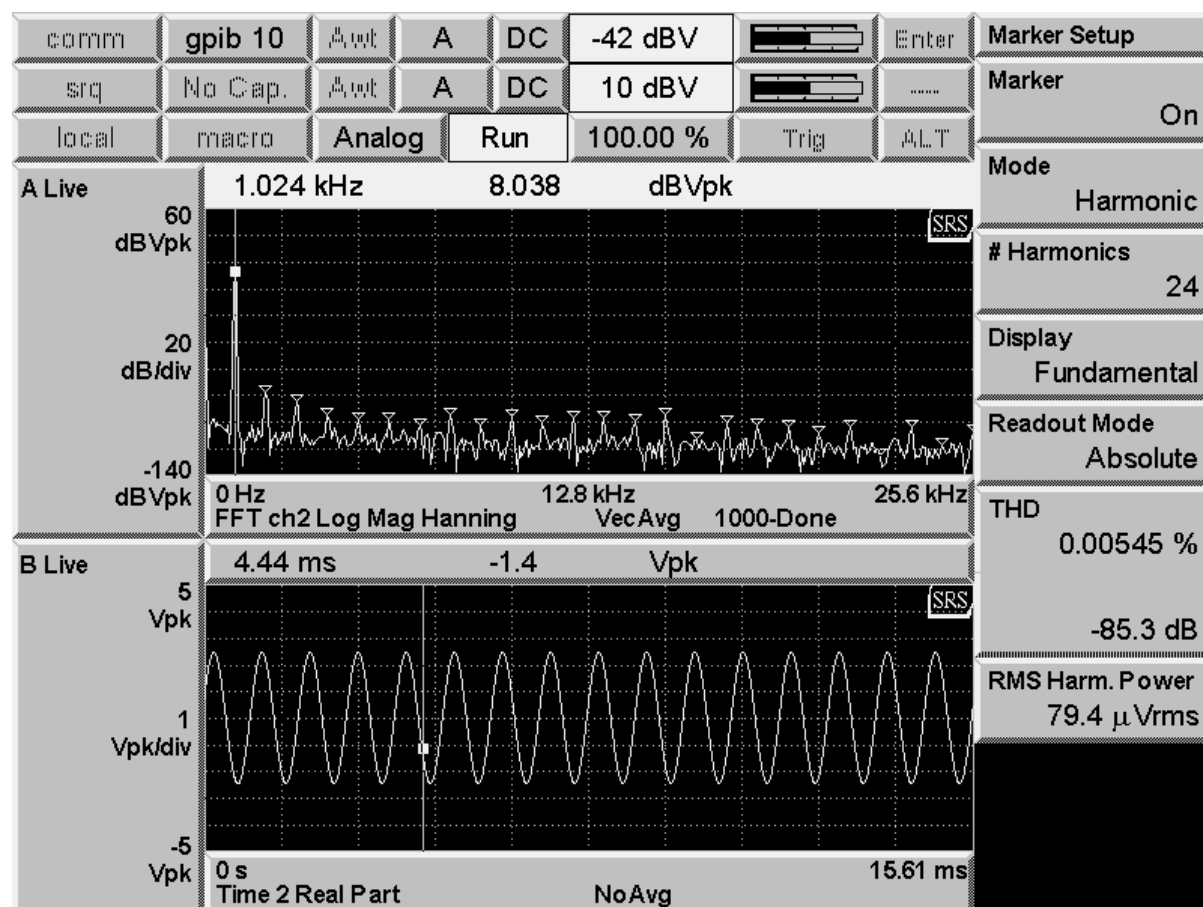 comm gpib 10 Awt A DC -42 dBV Enter
srq No Cap. Awt A DC 10 dBV
local macro Analog Run 100.00 % Trig ALT
Marker Setup
Marker
On
Mode
Harmonic
# Harmonics
24
Display
Fundamental
Readout Mode
Absolute
THD
0.00545 %
-85.3 dB
RMS Harm. Power
79.4 μVrms
A Live
1.024 kHz 8.038 dBVpk
60
dBVpk
SRS
20
dB/div
-140
dBVpk
0 Hz 12.8 kHz 25.6 kHz
FFT ch2 Log Mag Hanning VecAvg 1000-Done
B Live
4.44 ms -1.4 Vpk
5
Vpk
SRS
1
Vpk/div
-5
Vpk
0 s 15.61 ms
Time 2 Real Part NoAvg